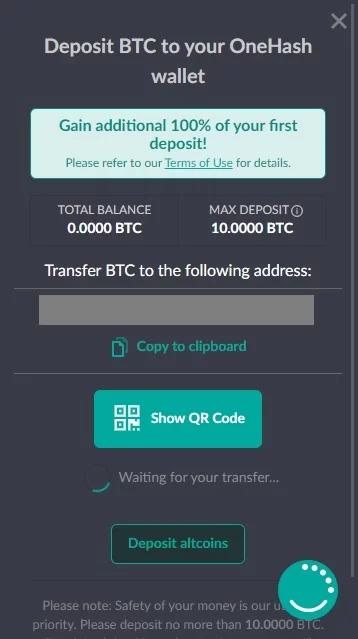 Deposit BTC to your OneHash
wallet
Gain additional 100% of your first
deposit!
Please refer to our Terms of Use for details.
TOTAL BALANCE
0.0000 BTC
MAX DEPOSIT
10.0000 BTC
Transfer BTC to the following address:
Copy to clipboard
Show QR Code
Waiting for your transfer...
Deposit altcoins
Please note: Safety of your money is our
priority. Please deposit no more than 10.0000 BTC.